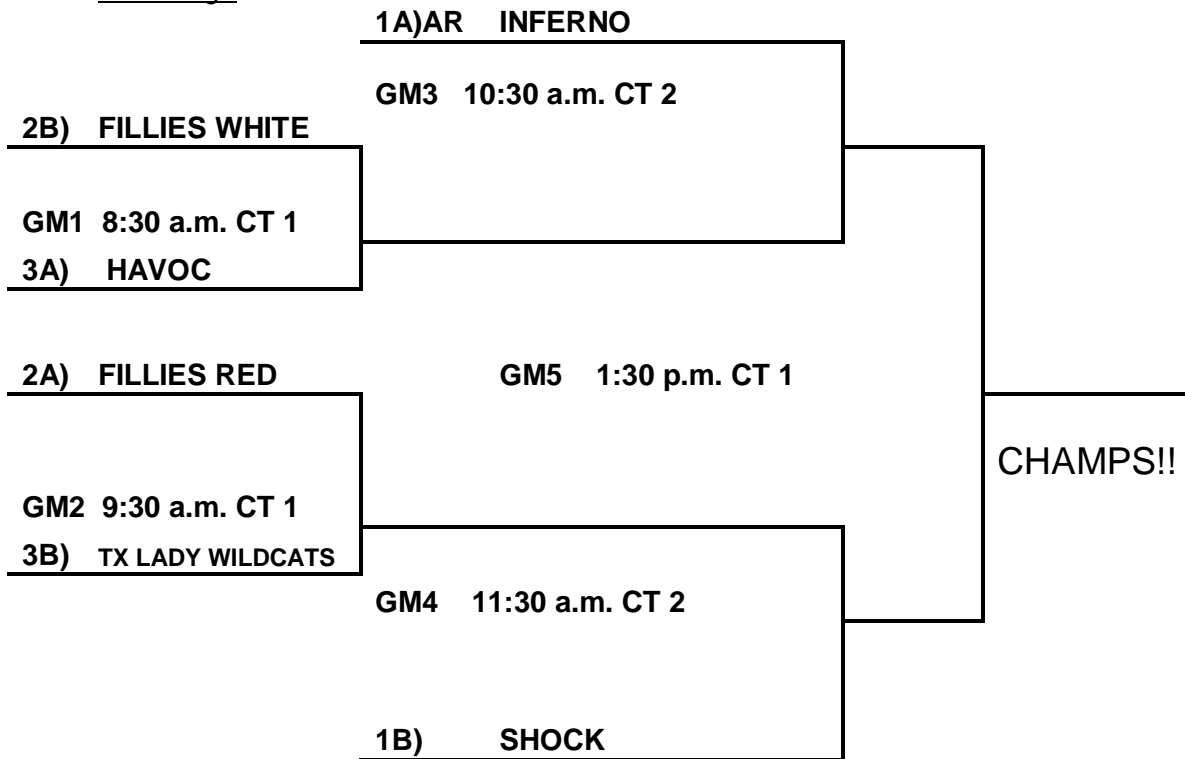 1A)AR INFERNO
GM3 10:30 a.m. CT 2
2B) FILLIES WHITE
GM1 8:30 a.m. CT 1
3A) HAVOC
2A) FILLIES RED
GM5 1:30 p.m. CT 1
CHAMPS!!
GM2 9:30 a.m. CT 1
3B) TX LADY WILDCATS
GM4 11:30 a.m. CT 2
1B) SHOCK